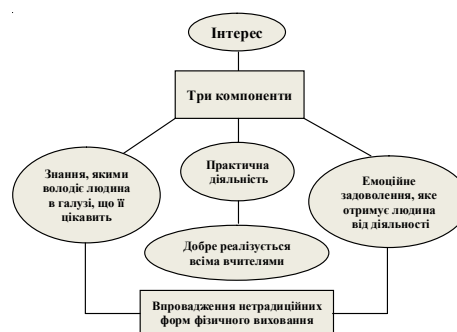 Інтерес
Три компоненти
Знання, якими
володіє людина
в галузі, що її
цікавить
Практична
діяльність
Емоційне
задоволення, яке
отримує людина
від діяльності
Добре реалізується
всіма вчителями
Впровадження нетрадиційних
форм фізичного виховання